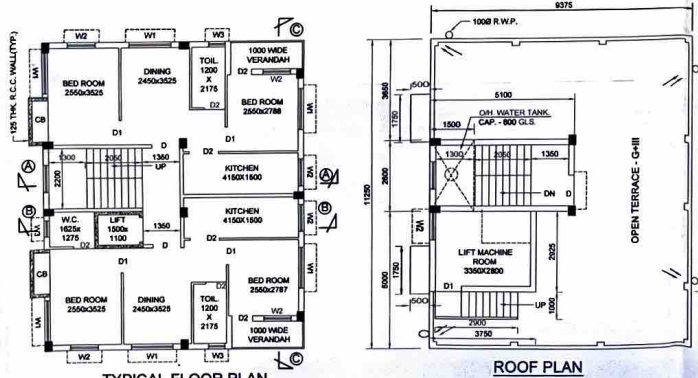 W2
W1
W3
C
1000 WIDE
VERANDAH
W2
125 THK. R.C.C. WALL(TYP.)
W1
BED ROOM
2550x3525
DINING
2450x3525
TOIL.
1200
X
2175
D2
BED ROOM
2550x2788
W1
CB
D1
D
D1
D2
A
1300
2050
1350
UP
KITCHEN
4150X1500
W2
A
2200
B
KITCHEN
4150X1500
W2
B
W3
W.C.
1625x
1275
D2
LIFT
1500x
1100
1350
D
D2
D1
D1
CB
W1
BED ROOM
2550x3525
DINING
2450x3525
D2
TOIL.
1200
X
2175
BED ROOM
2550x2787
W1
D2
W2
1000 WIDE
VERANDAH
W2
W1
W3
C
TYPICAL FLOOR PLAN
9375
100Ø R.W.P.
500
5100
3650
1750
O/H. WATER TANK.
CAP. - 800 GLS.
1500
1300
2050
1350
2600
DN
D
11250
OPEN TERRACE - G+III
W2
LIFT MACHINE
ROOM
3350X2800
2925
5000
1750
D1
UP
1000
500
2900
3750
ROOF PLAN